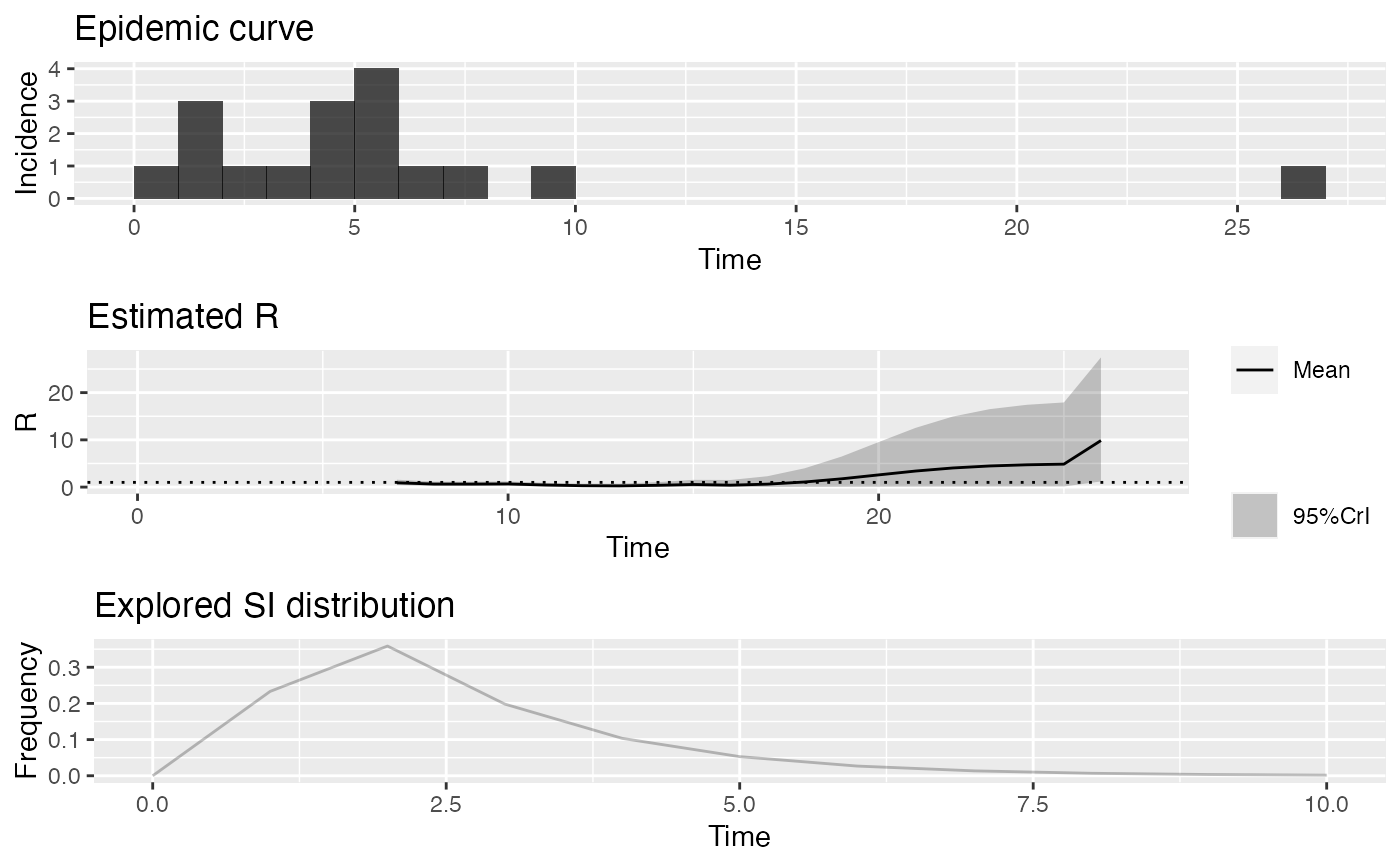 Epidemic curve
Incidence
4
3
2
1
0
0 5 10 15 20 25
Time
Estimated R
R
20
10
0
0 10 20
Time
Mean
95%CrI
Explored SI distribution
Frequency
0.3
0.2
0.1
0.0
0.0 2.5 5.0 7.5 10.0
Time